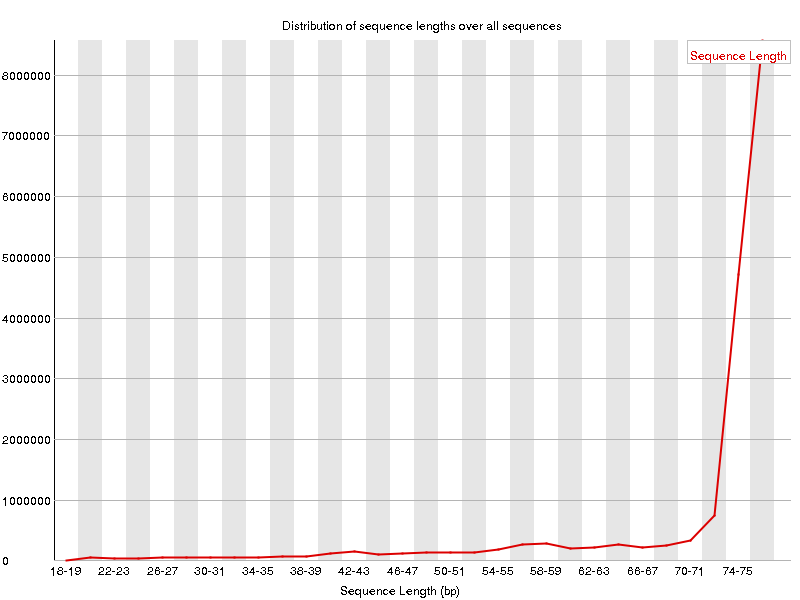 Distribution of sequence lengths over all sequences
Sequence Length
8000000
7000000
6000000
5000000
4000000
3000000
2000000
1000000
0
18-19 22-23 26-27 30-31 34-35 38-39 42-43 46-47 50-51 54-55 58-59 62-63 66-67 70-71 74-75
Sequence Length (bp)